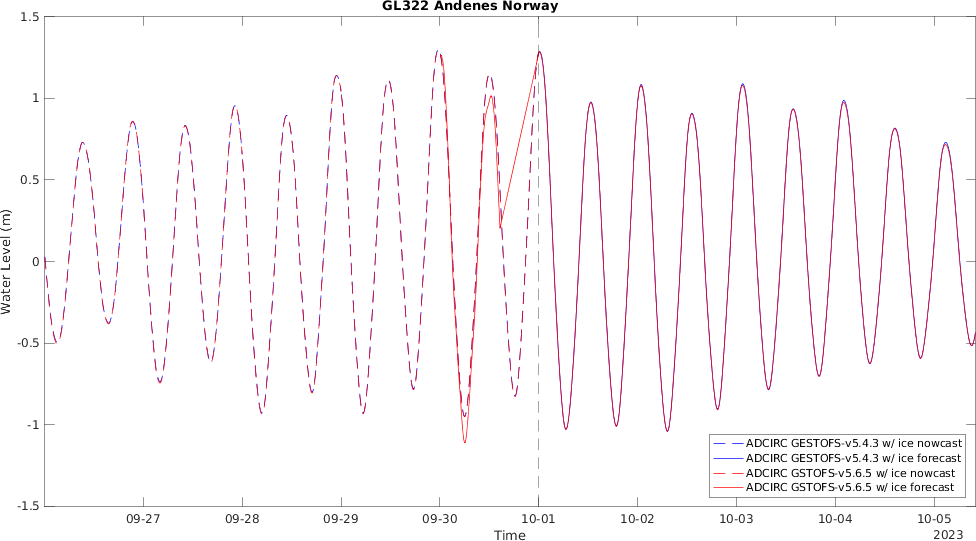 GL322 Andenes Norway
1.5
1
0.5
0
-0.5
-1
-1.5
Water Level (m)
ADCIRC GESTOFS-v5.4.3 w/ ice nowcast
ADCIRC GESTOFS-v5.4.3 w/ ice forecast
ADCIRC GSTOFS-v5.6.5 w/ ice nowcast
ADCIRC GSTOFS-v5.6.5 w/ ice forecast
09-27 09-28 09-29 09-30 10-01 10-02 10-03 10-04 10-05
Time
2023